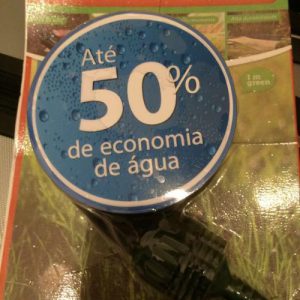 Até
50%
de economia
de água
I'm
green